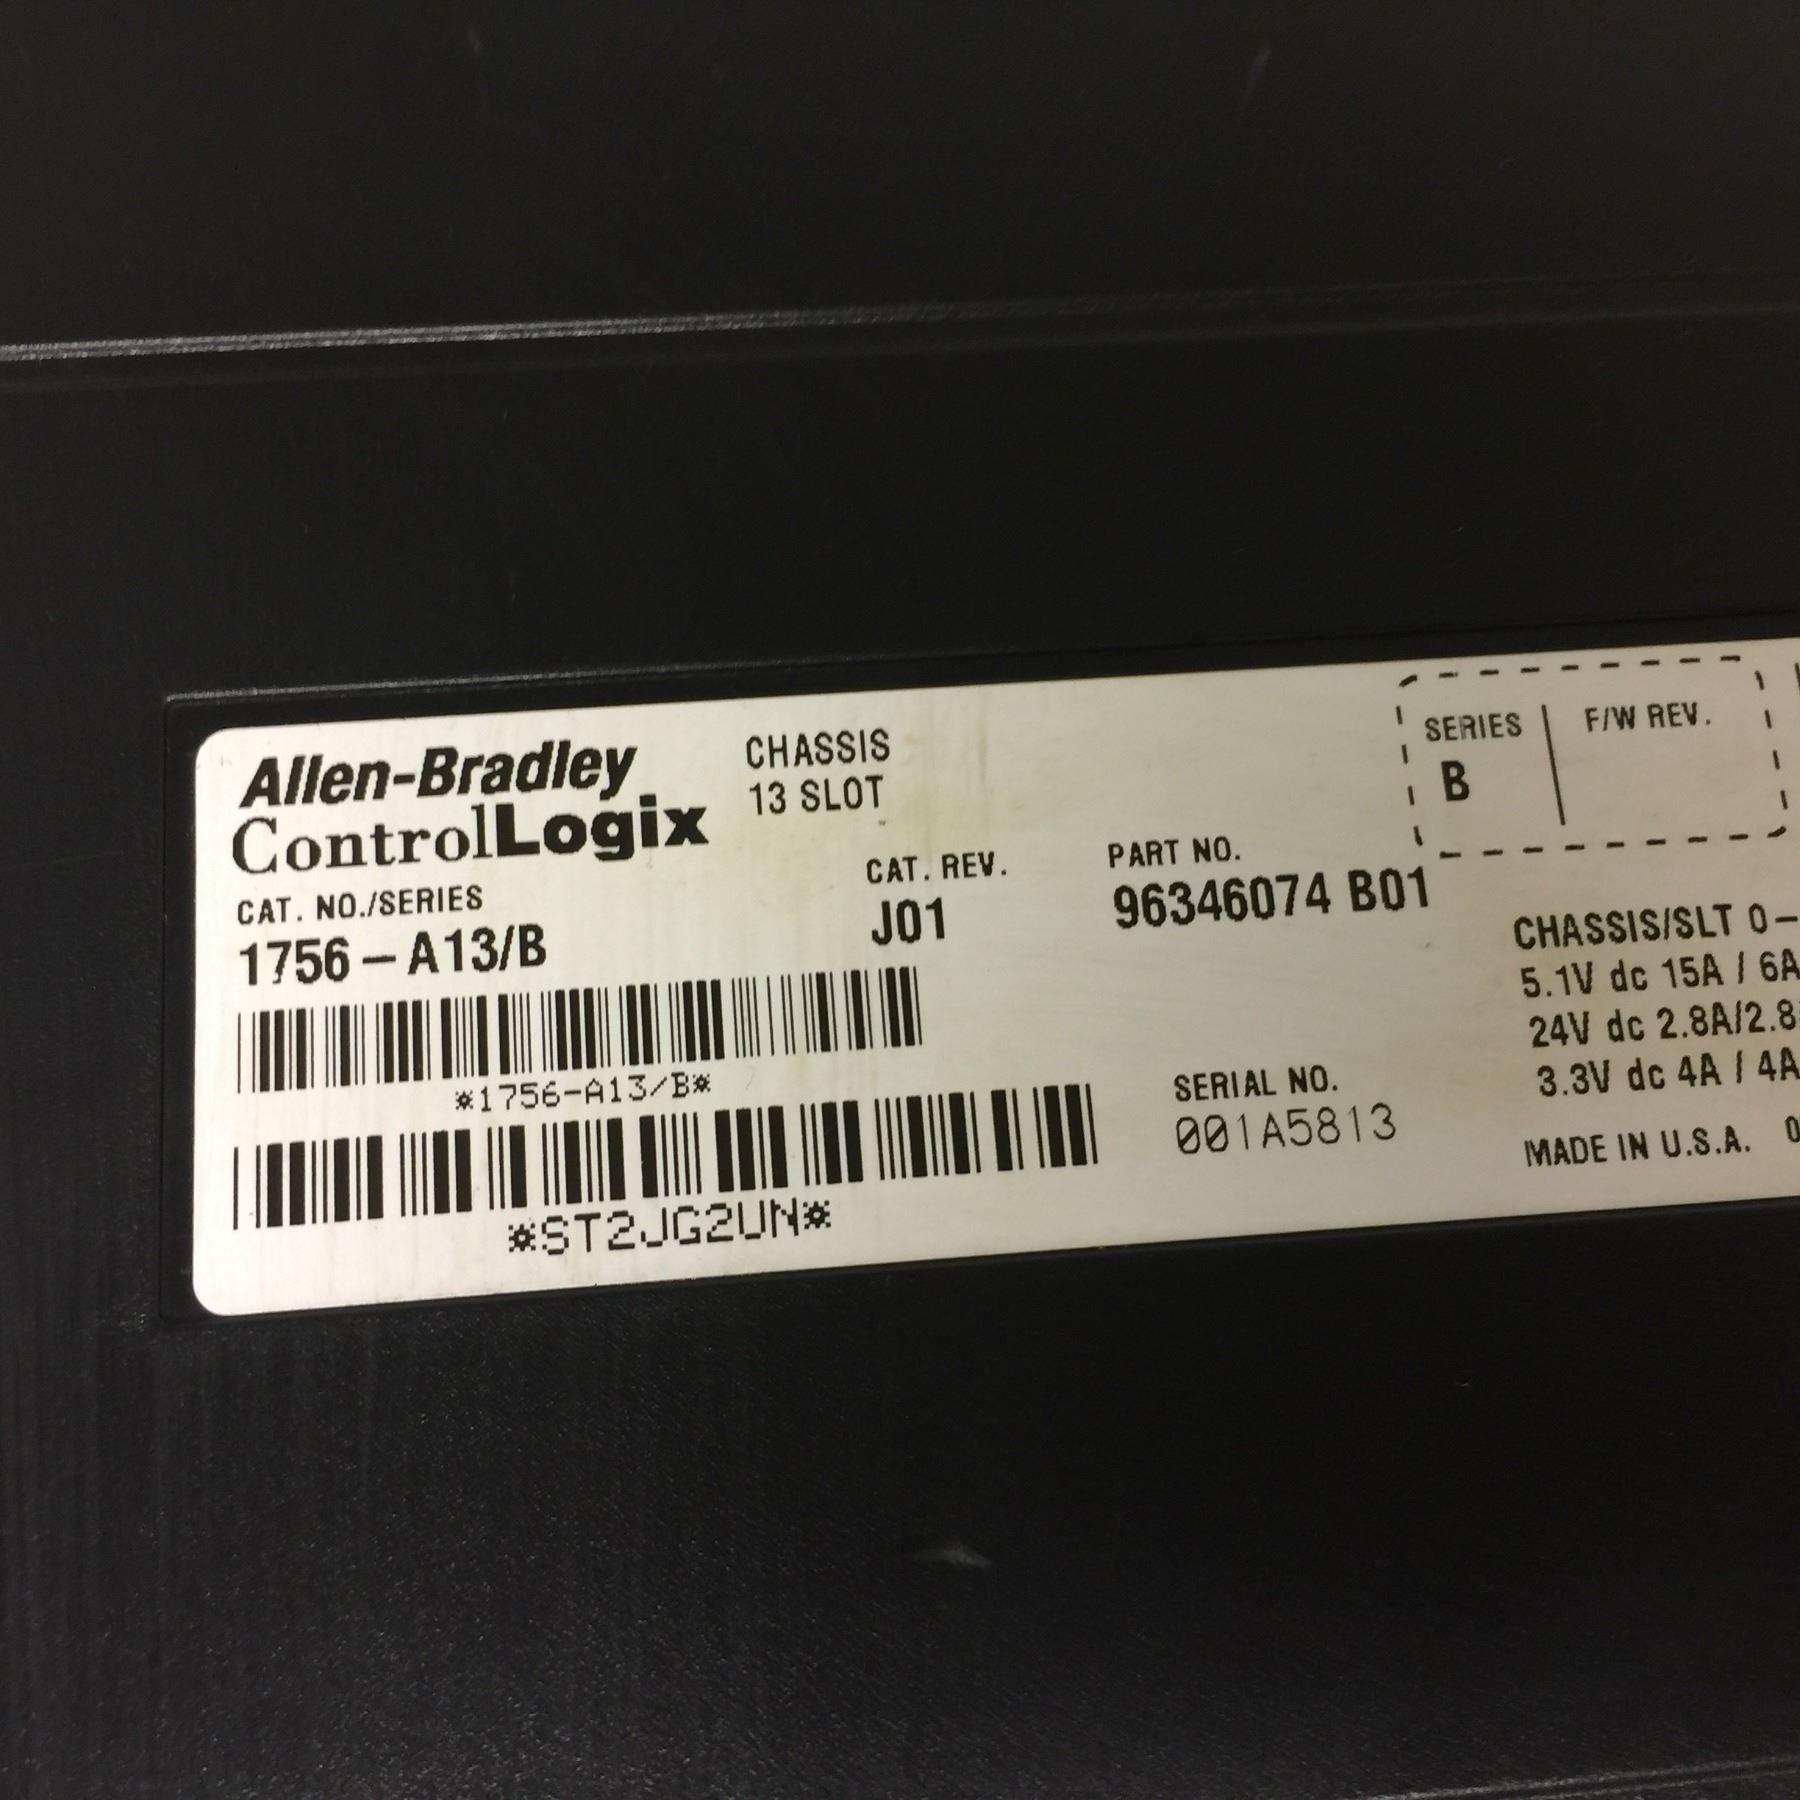 Allen-Bradley
ControlLogix
CHASSIS
13 SLOT
CAT. NO./SERIES
1756-A13/B
CAT. REV.
J01
PART NO.
96346074 B01
SERIES
B
F/W REV.
*1756-A13/B*
*ST2JG2UN*
SERIAL NO.
001A5813
CHASSIS/SLT 0-
5.1V dc 15A / 6A
24V dc 2.8A/2.8
3.3V dc 4A / 4A
MADE IN U.S.A.